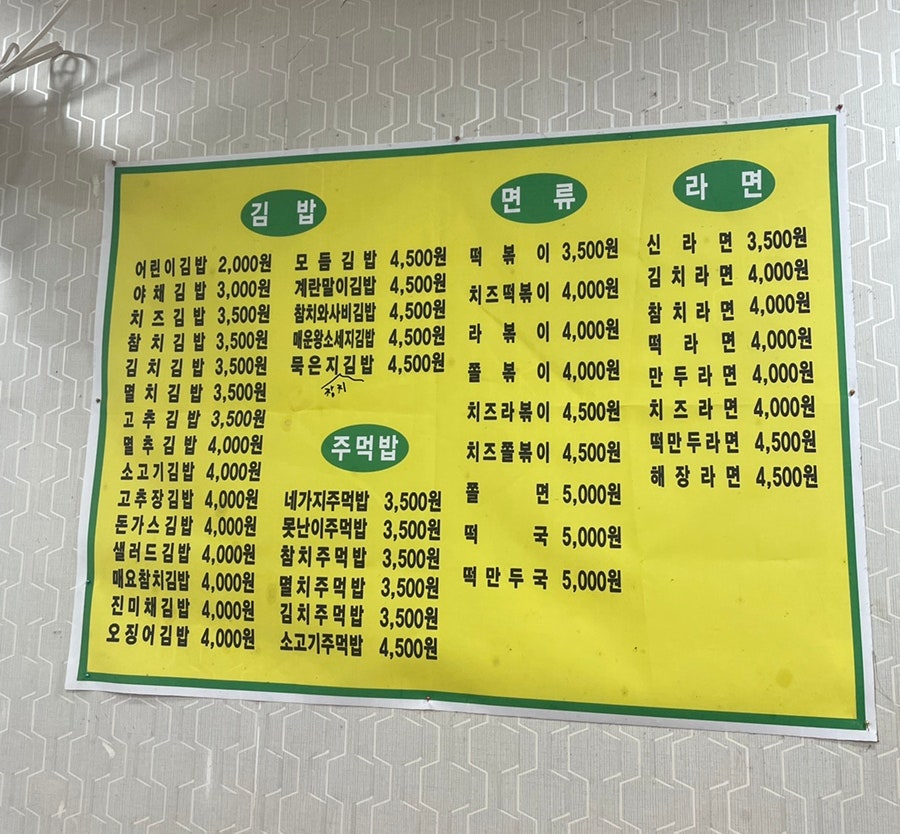 김 밥
어린이김밥 2,000원
야채김밥 3,000원
치즈김밥 3,500원
참치김밥 3,500원
김치김밥 3,500원
멸치김밥 3,500원
고추김밥 3,500원
멸추김밥 4,000원
소고기김밥 4,000원
고추장김밥 4,000원
돈가스김밥 4,000원
샐러드김밥 4,000원
매요참치김밥 4,000원
진미채김밥 4,000원
오징어김밥 4,000원
모듬김밥 4,500원
계란말이김밥 4,500원
참치와사비김밥 4,500원
매운왕소세지김밥 4,500원
묵은지김밥 4,500원
주먹밥
네가지주먹밥 3,500원
못난이주먹밥 3,500원
참치주먹밥 3,500원
멸치주먹밥 3,500원
김치주먹밥 3,500원
소고기주먹밥 4,500원
면 류
떡볶이 3,500원
치즈떡볶이 4,000원
라볶이 4,000원
쫄볶이 4,000원
치즈라볶이 4,500원
치즈쫄볶이 4,500원
쫄면 5,000원
떡국 5,000원
떡만두국 5,000원
라 면
신라면 3,500원
김치라면 4,000원
참치라면 4,000원
떡라면 4,000원
만두라면 4,000원
치즈라면 4,000원
떡만두라면 4,500원
해장라면 4,500원